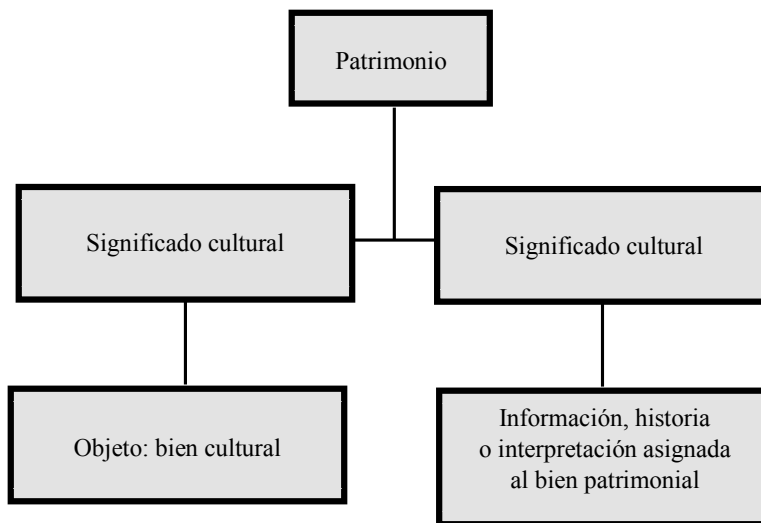 Patrimonio
Significado cultural
Significado cultural
Objeto: bien cultural
Información, historia
o interpretación asignada
al bien patrimonial